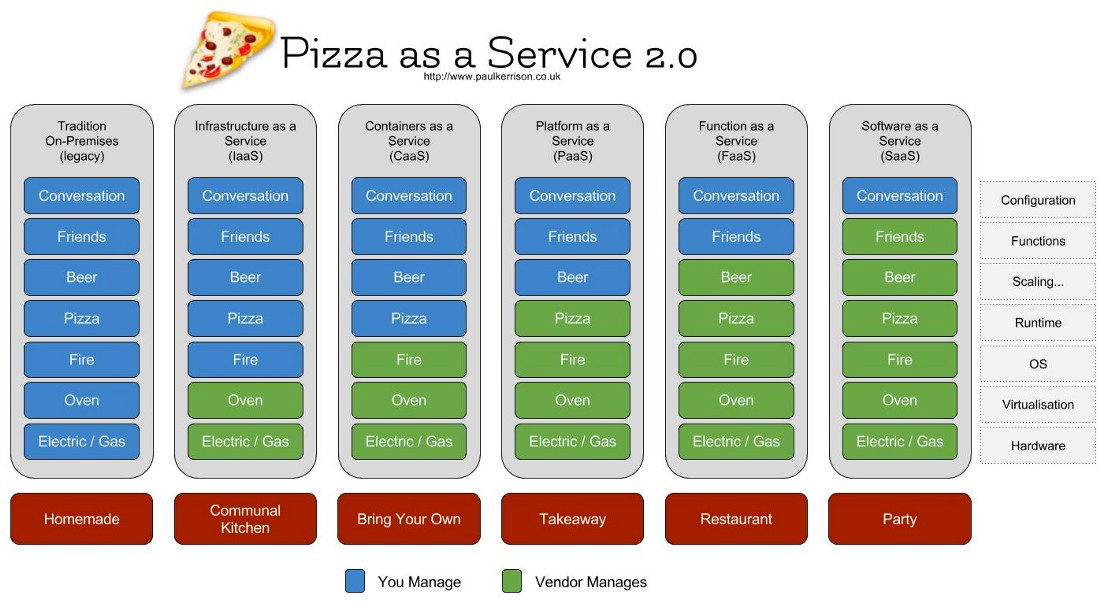 Pizza as a Service 2.0
http://www.paulkerrison.co.uk
Tradition
On-Premises
(legacy)
Conversation
Friends
Beer
Pizza
Fire
Oven
Electric / Gas
Homemade
Infrastructure as a
Service
(IaaS)
Conversation
Friends
Beer
Pizza
Fire
Oven
Electric / Gas
Communal
Kitchen
Containers as a
Service
(CaaS)
Conversation
Friends
Beer
Pizza
Fire
Oven
Electric / Gas
Bring Your Own
Platform as a
Service
(PaaS)
Conversation
Friends
Beer
Pizza
Fire
Oven
Electric / Gas
Takeaway
Function as a
Service
(FaaS)
Conversation
Friends
Beer
Pizza
Fire
Oven
Electric / Gas
Restaurant
Software as a
Service
(SaaS)
Conversation
Friends
Beer
Pizza
Fire
Oven
Electric / Gas
Party
Configuration
Functions
Scaling...
Runtime
OS
Virtualisation
Hardware
You Manage
Vendor Manages